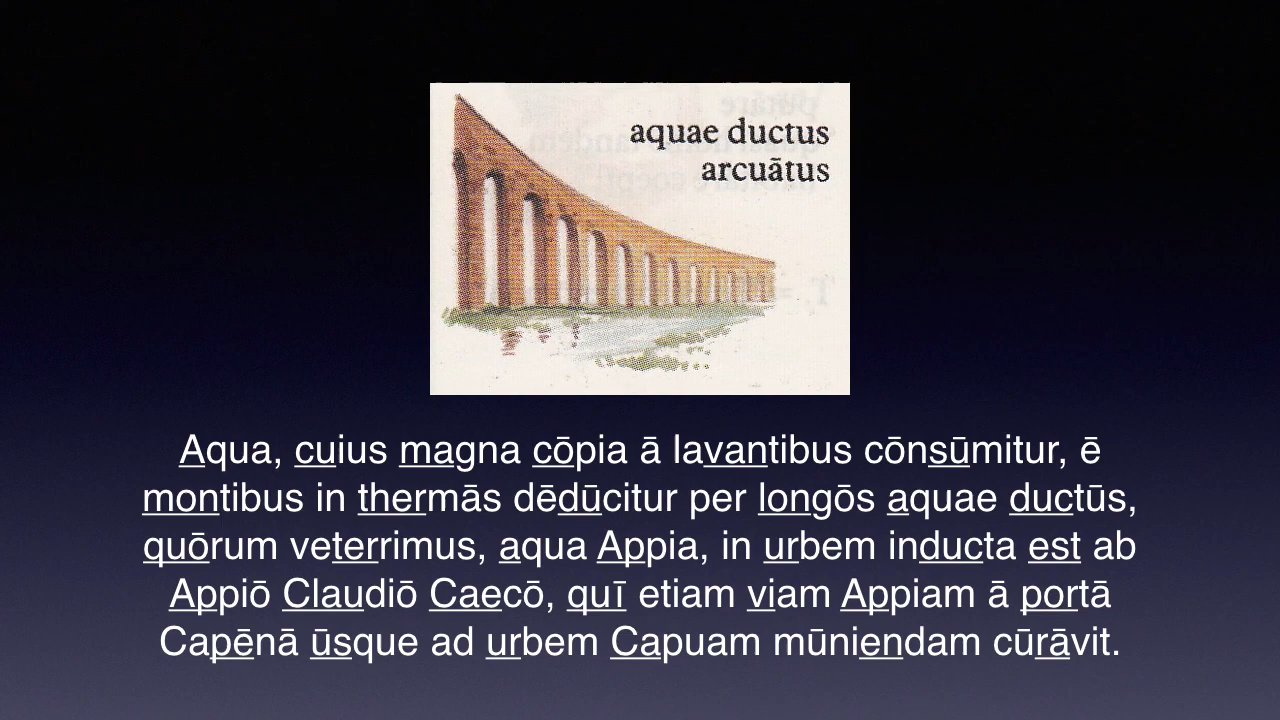 aquae ductus
arcuātus
Aqua, cuius magna cōpia ā lavantibus cōnsūmitur, ē
montibus in thermās dēdūcitur per longōs aquae ductūs,
quōrum veterrimus, aqua Appia, in urbem inducta est ab
Appiō Claudiō Caecō, quī etiam viam Appiam ā portā
Capēnā ūsque ad urbem Capuam mūniendam cūrāvit.